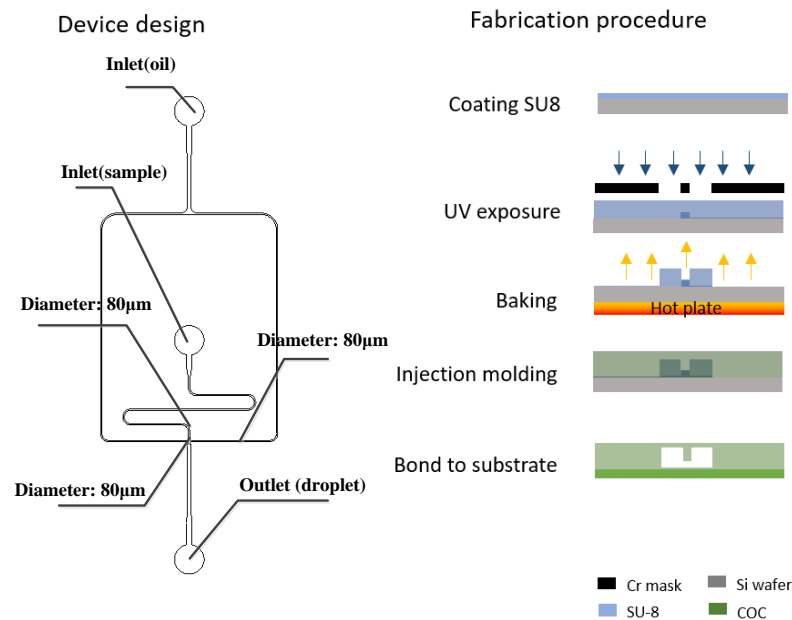 Device design
Inlet(oil)
Inlet(sample)
Diameter: 80μm
Diameter: 80μm
Diameter: 80μm
Outlet (droplet)
Fabrication procedure
Coating SU8
UV exposure
Baking
Hot plate
Injection molding
Bond to substrate
Cr mask
Si wafer
SU-8
COC